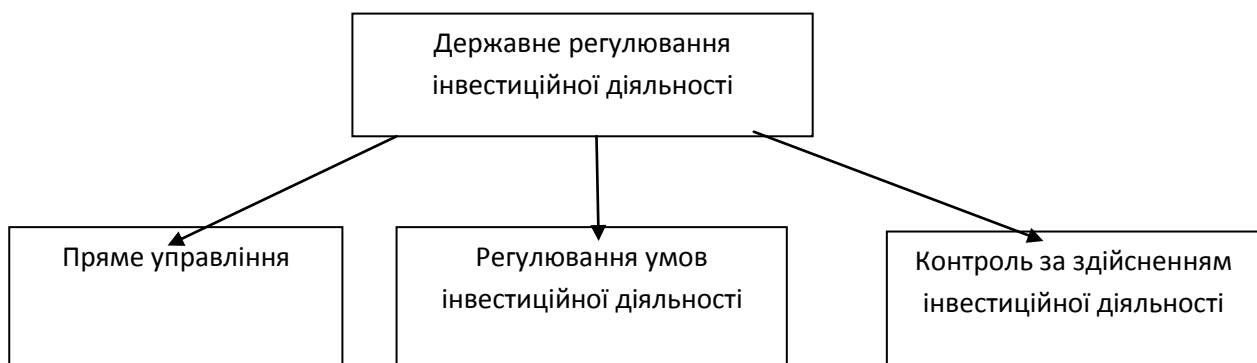 Державне регулювання
інвестиційної діяльності
Пряме управління
Регулювання умов
інвестиційної діяльності
Контроль за здійсненням
інвестиційної діяльності